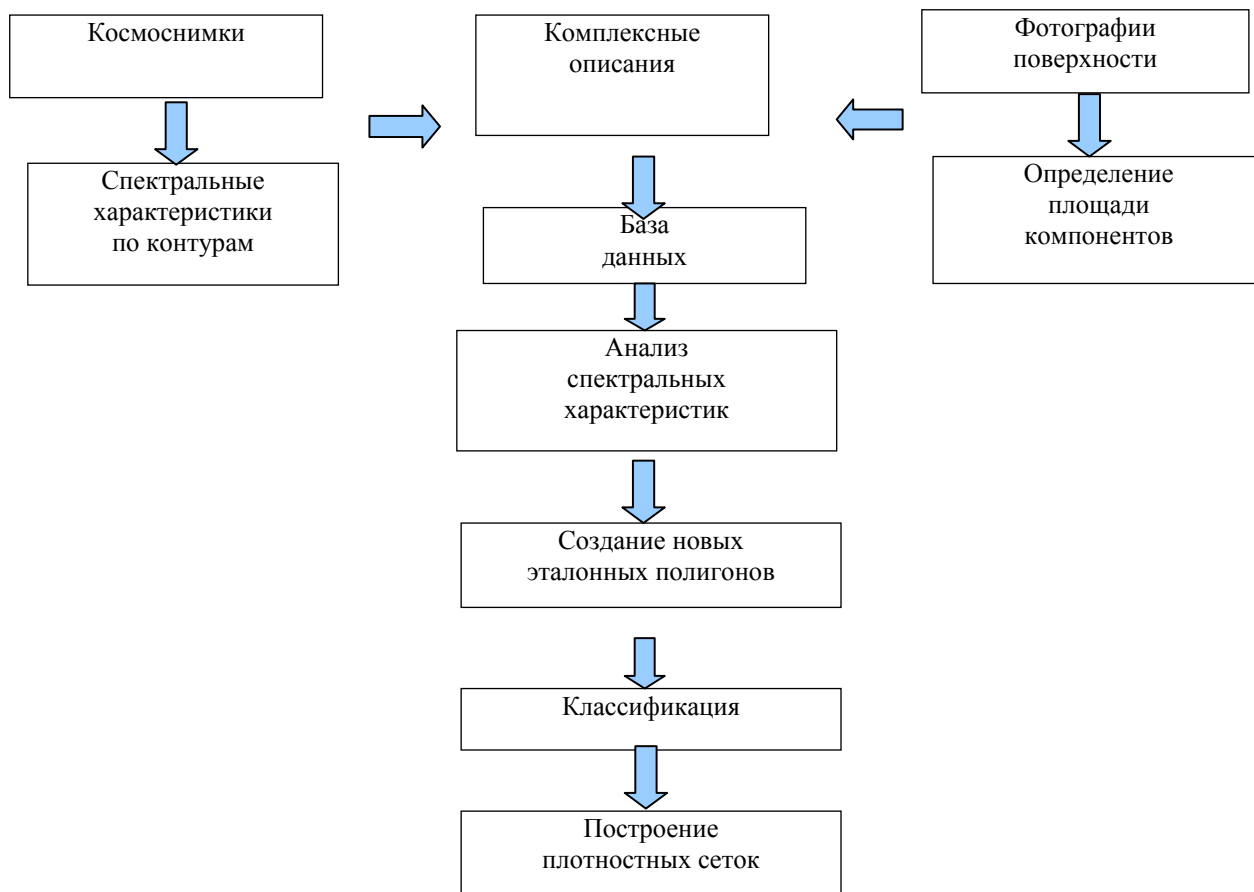 Космоснимки
Комплексные
описания
Фотографии
поверхности
Спектральные
характеристики
по контурам
Определение
площади
компонентов
База
данных
Анализ
спектральных
характеристик
Создание новых
эталонных полигонов
Классификация
Построение
плотностных сеток